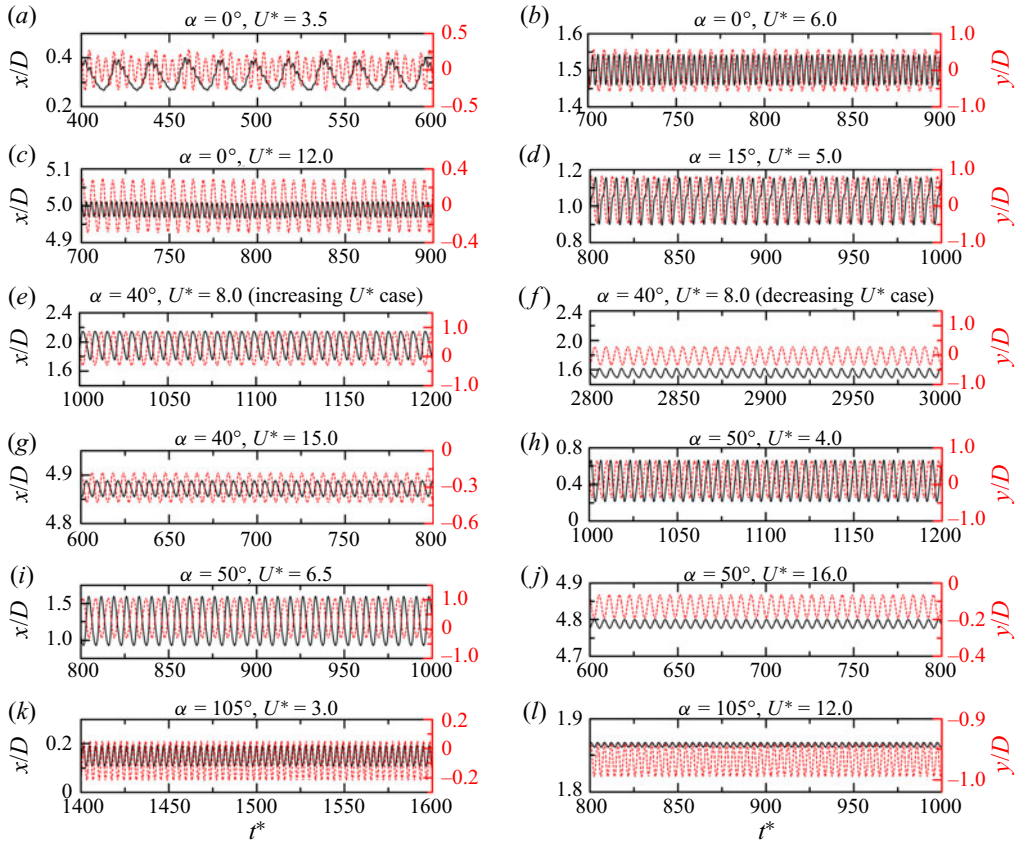 (a) α = 0°, U* = 3.5
x/D
0.4
0.2
0.5
0
–0.5
400 450 500 550 600
(b) α = 0°, U* = 6.0
1.6
1.5
1.4
1.0
0
–1.0
y/D
700 750 800 850 900
(c) α = 0°, U* = 12.0
x/D
5.1
5.0
4.9
0.4
0
–0.4
700 750 800 850 900
(d) α = 15°, U* = 5.0
1.2
1.0
0.8
1.0
0
–1.0
y/D
800 850 900 950 1000
(e) α = 40°, U* = 8.0 (increasing U* case)
x/D
2.4
2.0
1.6
1.0
0
–1.0
1000 1050 1100 1150 1200
(f) α = 40°, U* = 8.0 (decreasing U* case)
2.4
2.0
1.6
1.0
0
–1.0
y/D
2800 2850 2900 2950 3000
(g) α = 40°, U* = 15.0
x/D
4.9
4.8
0
–0.3
–0.6
600 650 700 750 800
(h) α = 50°, U* = 4.0
0.8
0.4
0
1.0
0
–1.0
y/D
1000 1050 1100 1150 1200
(i) α = 50°, U* = 6.5
x/D
1.5
1.0
1.0
0
–1.0
800 850 900 950 1000
(j) α = 50°, U* = 16.0
4.9
4.8
4.7
0
–0.2
–0.4
y/D
600 650 700 750 800
(k) α = 105°, U* = 3.0
x/D
0.2
0
0.2
0
–0.2
1400 1450 1500 1550 1600
t*
(l) α = 105°, U* = 12.0
1.9
1.8
–0.9
–1.0
y/D
800 850 900 950 1000
t*